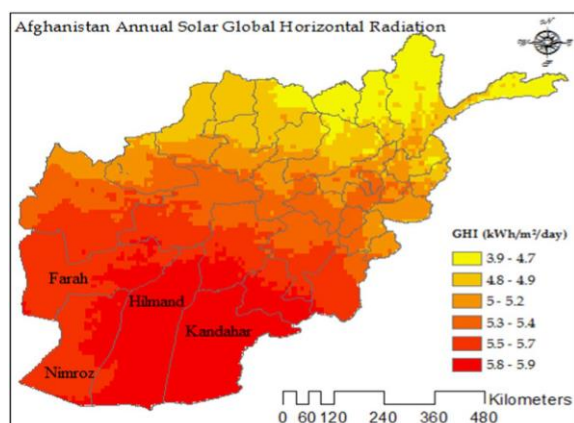 Afghanistan Annual Solar Global Horizontal Radiation
GHI (kWh/m²/day)
3.9 - 4.7
4.8 - 4.9
5 - 5.2
5.3 - 5.4
5.5 - 5.7
5.8 - 5.9
Farah
Hilmand
Kandahar
Nimroz
Kilometers
0 60 120 240 360 480